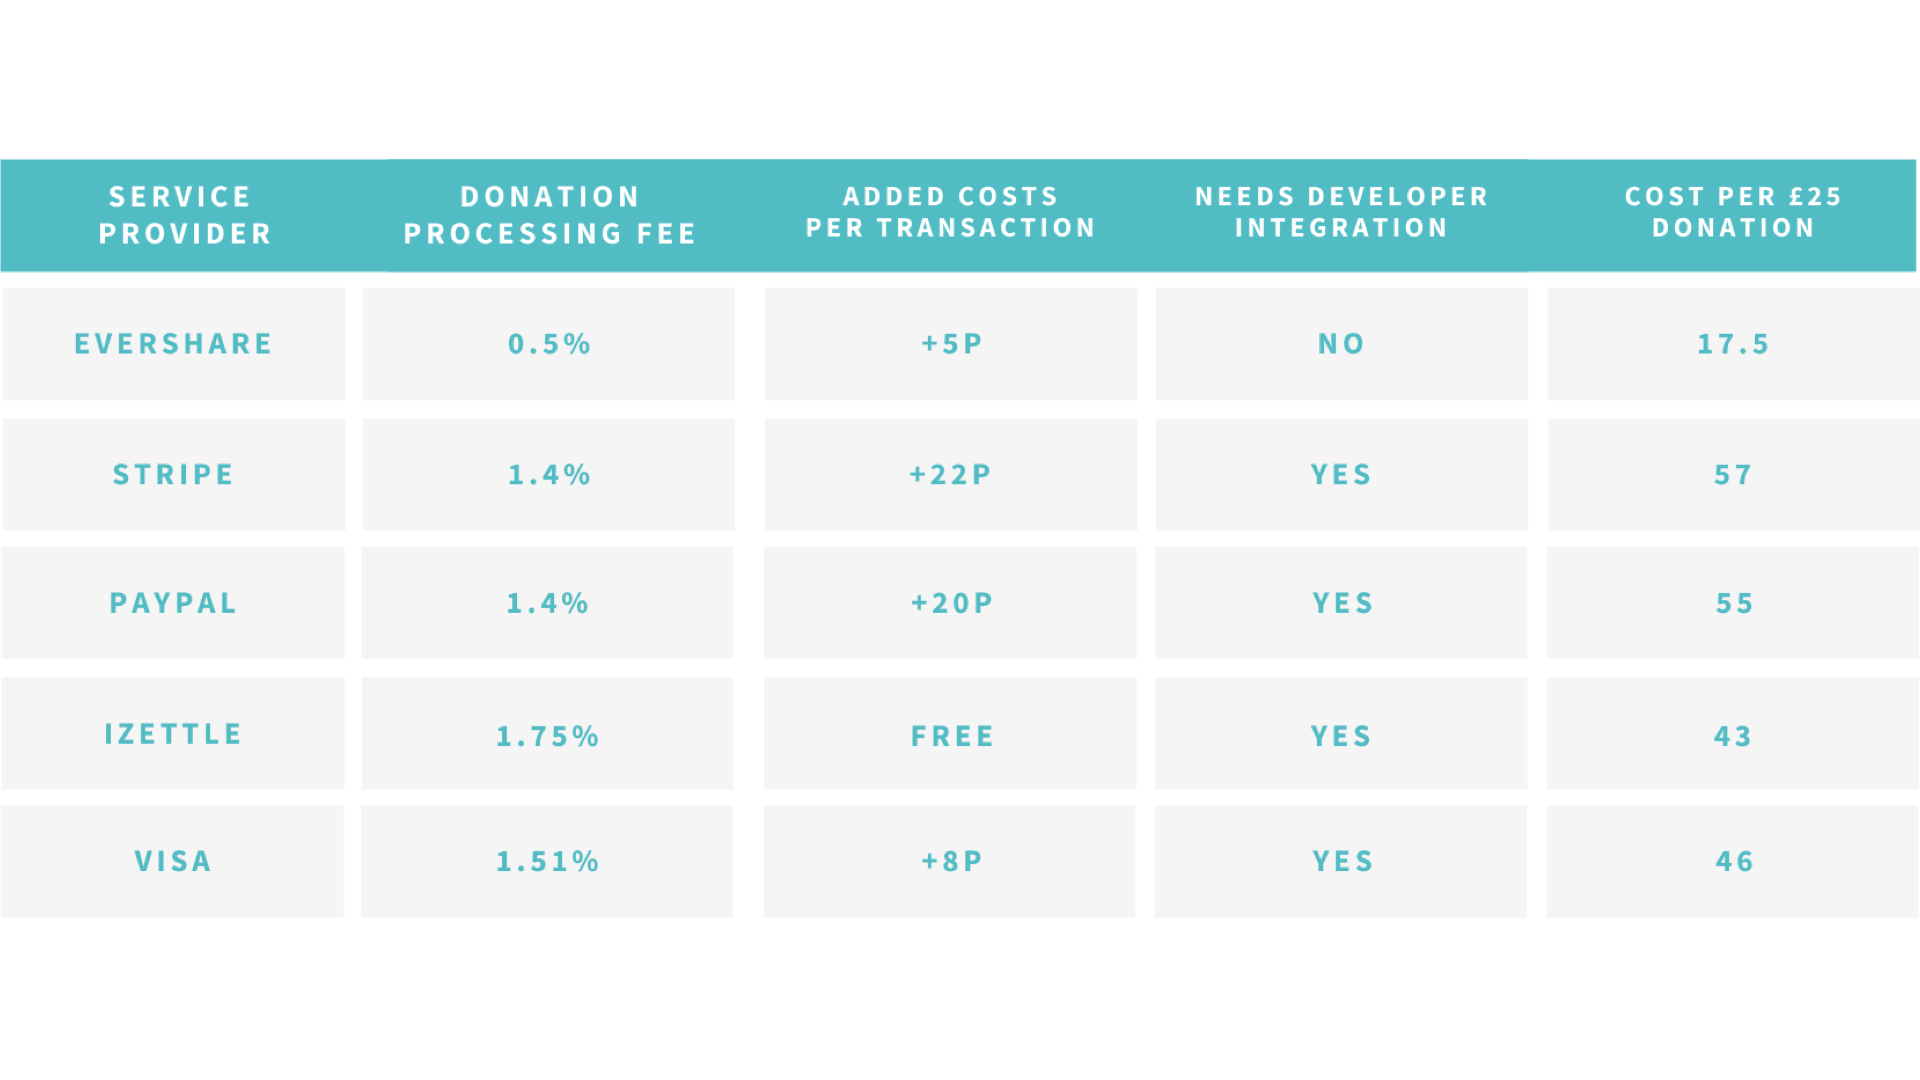 SERVICE
PROVIDER
DONATION
PROCESSING FEE
ADDED COSTS
PER TRANSACTION
NEEDS DEVELOPER
INTEGRATION
COST PER £25
DONATION
EVERSHARE 0.5% +5P NO 17.5
STRIPE 1.4% +22P YES 57
PAYPAL 1.4% +20P YES 55
IZETTLE 1.75% FREE YES 43
VISA 1.51% +8P YES 46